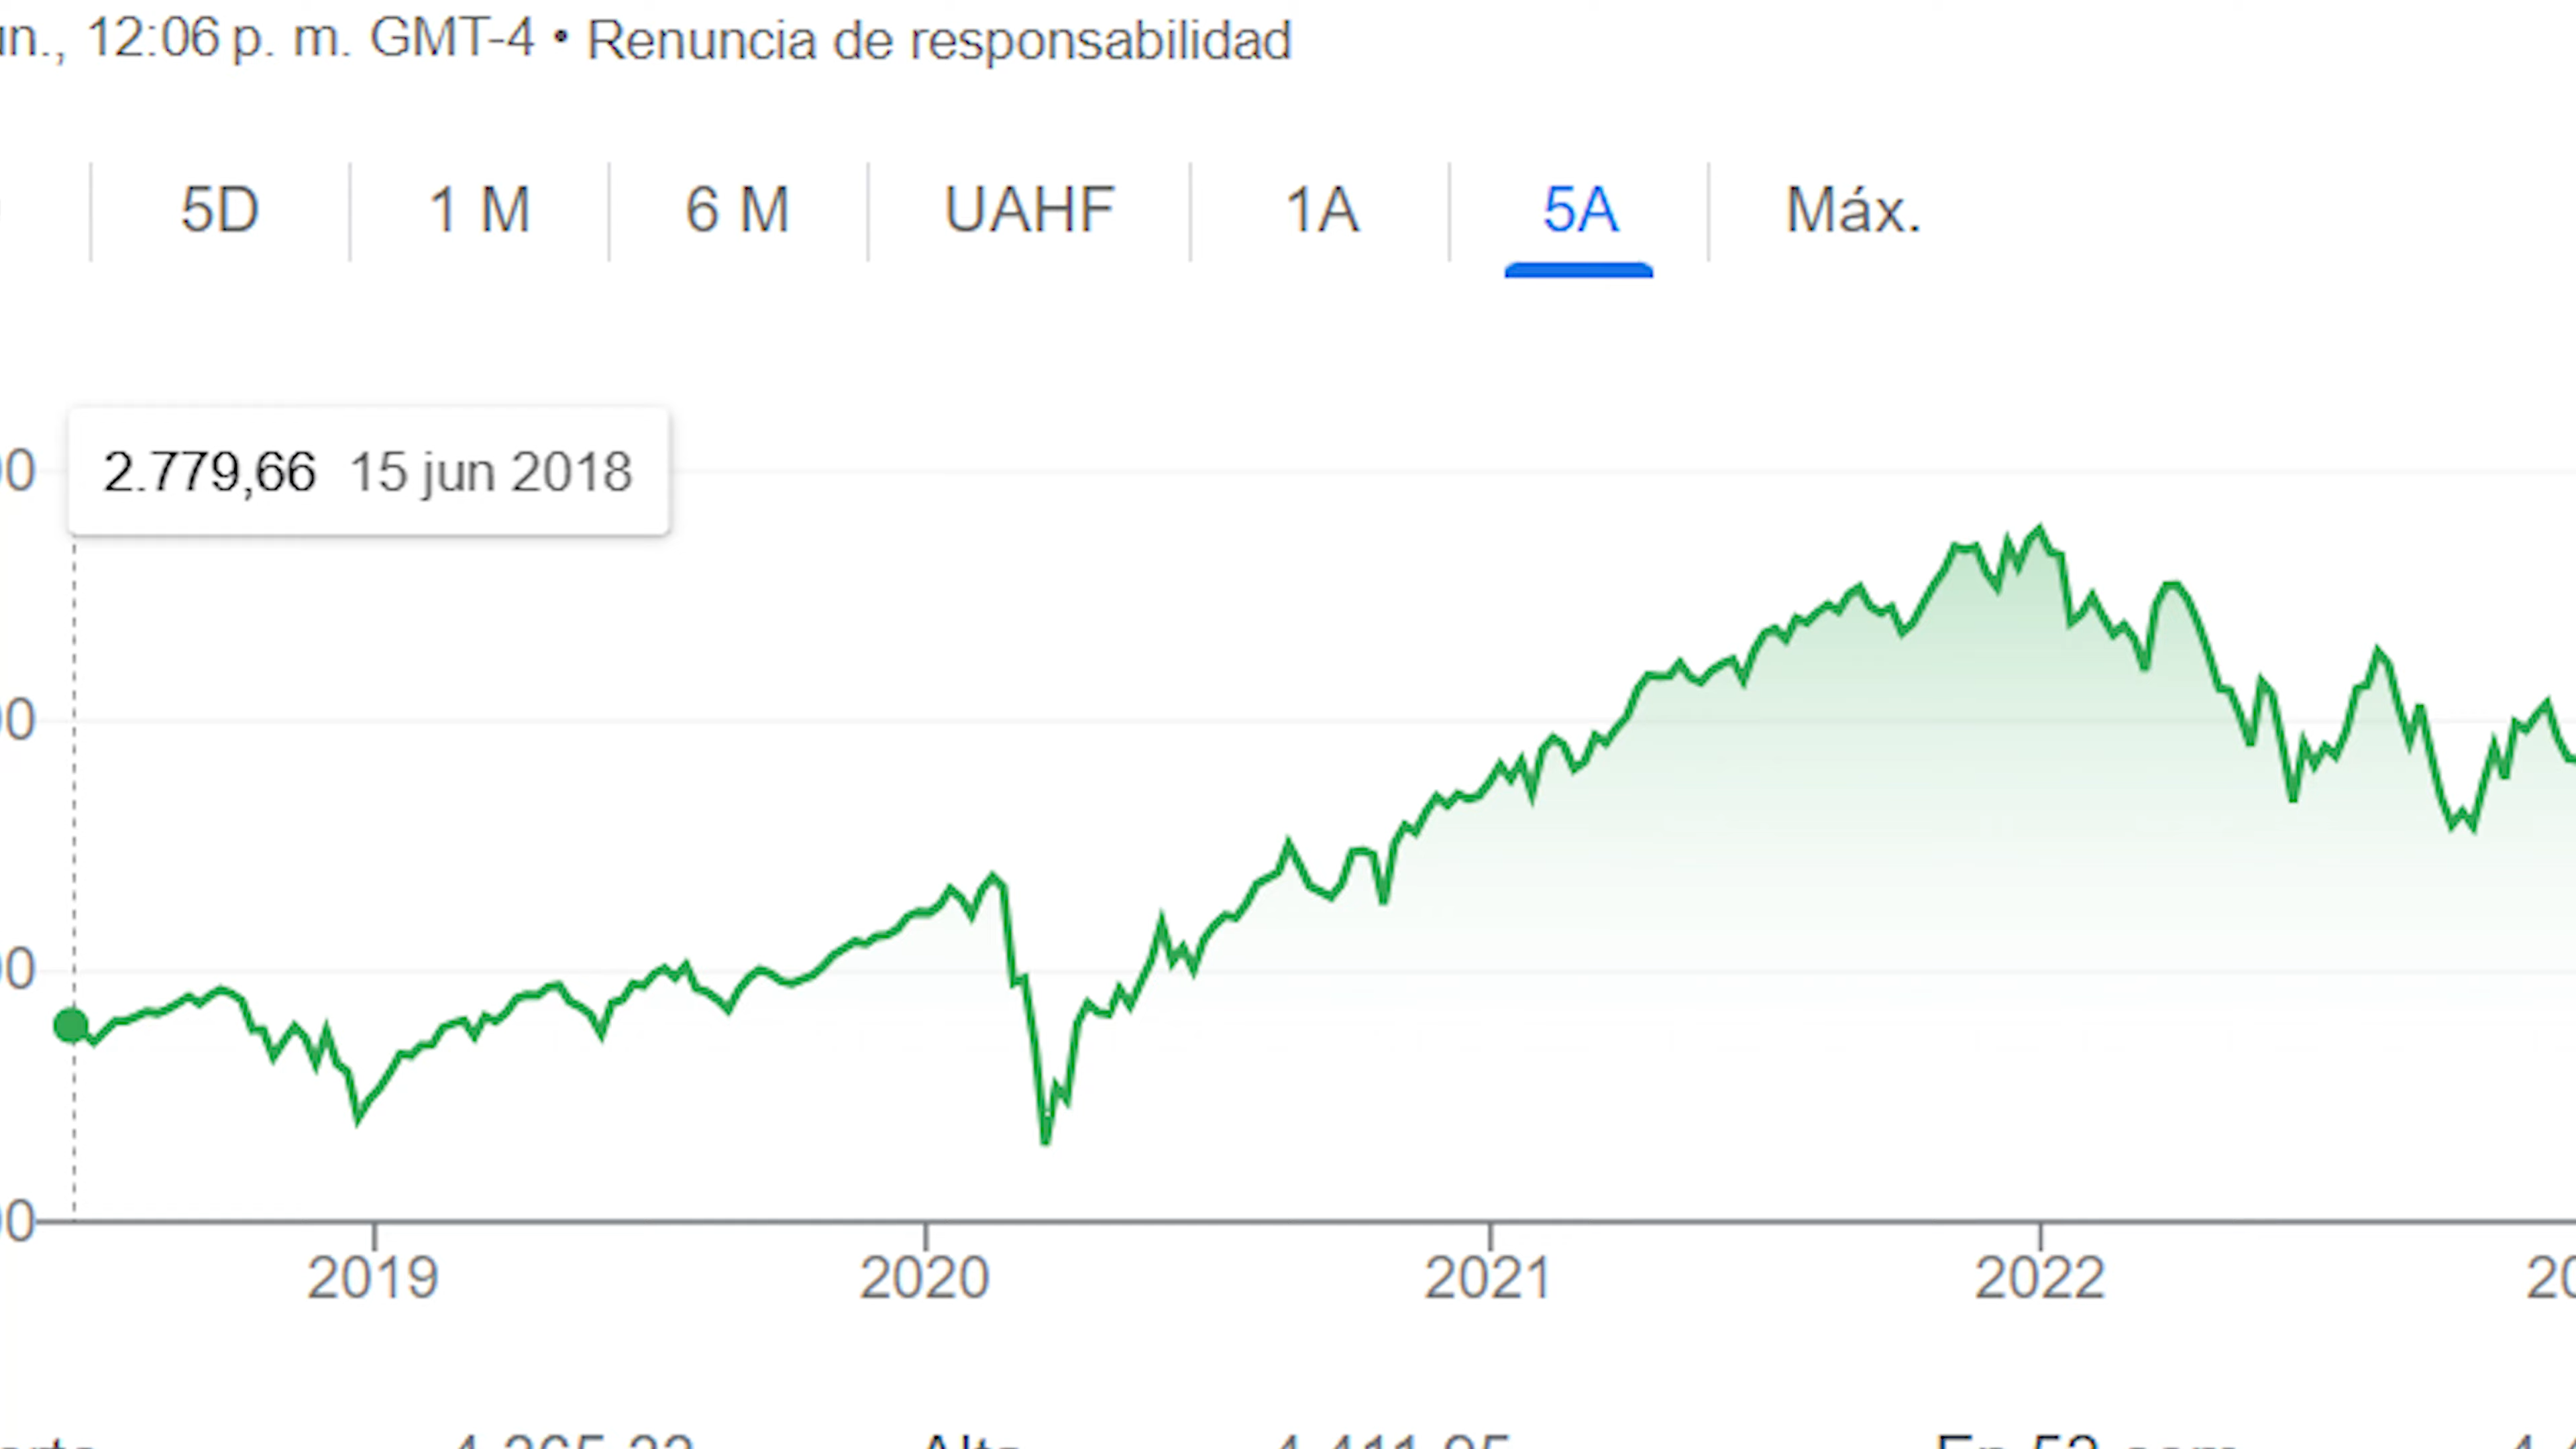 12:06 p. m. GMT-4 • Renuncia de responsabilidad
5D 1 M 6 M UAHF 1A 5A Máx.
2.779,66 15 jun 2018
2019 2020 2021 2022